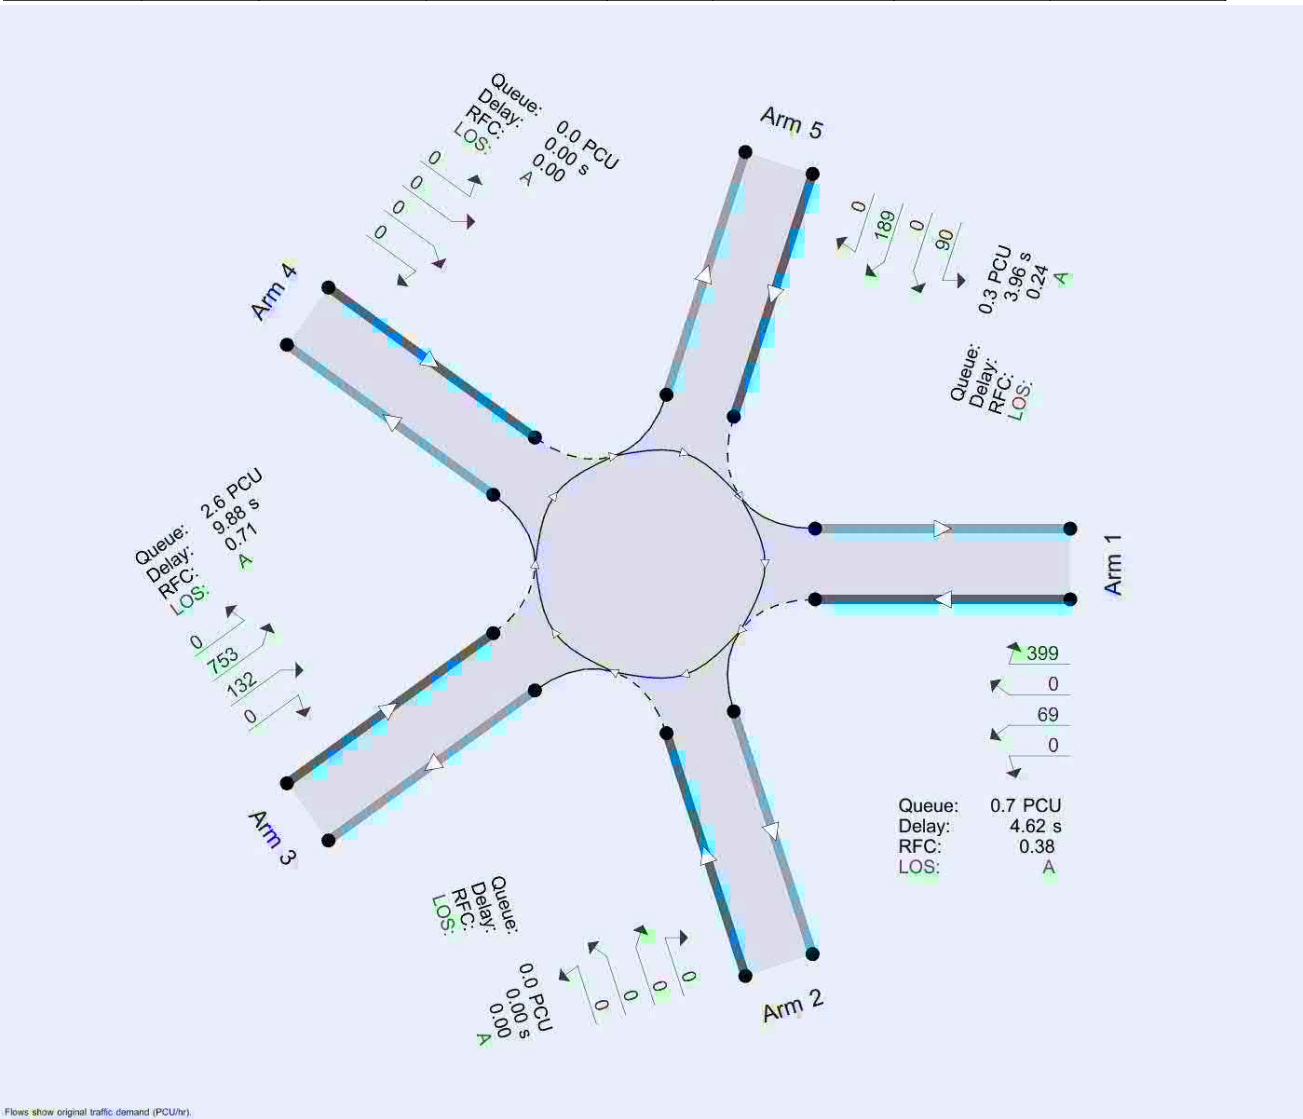 Queue: 0.0 PCU
Delay: 0.00 s
RFC: 0.00
LOS: A
0
0
0
0
Arm 4
Arm 5
0
189
0
90
Queue: 0.3 PCU
Delay: 3.96 s
RFC: 0.24
LOS: A
Queue: 2.6 PCU
Delay: 9.88 s
RFC: 0.71
LOS: A
0
753
132
0
Arm 3
Arm 1
399
0
69
0
Queue: 0.7 PCU
Delay: 4.62 s
RFC: 0.38
LOS: A
Queue: 0.0 PCU
Delay: 0.00 s
RFC: 0.00
LOS: A
0
0
0
0
Arm 2
Flows show original traffic demand (PCU/hr).